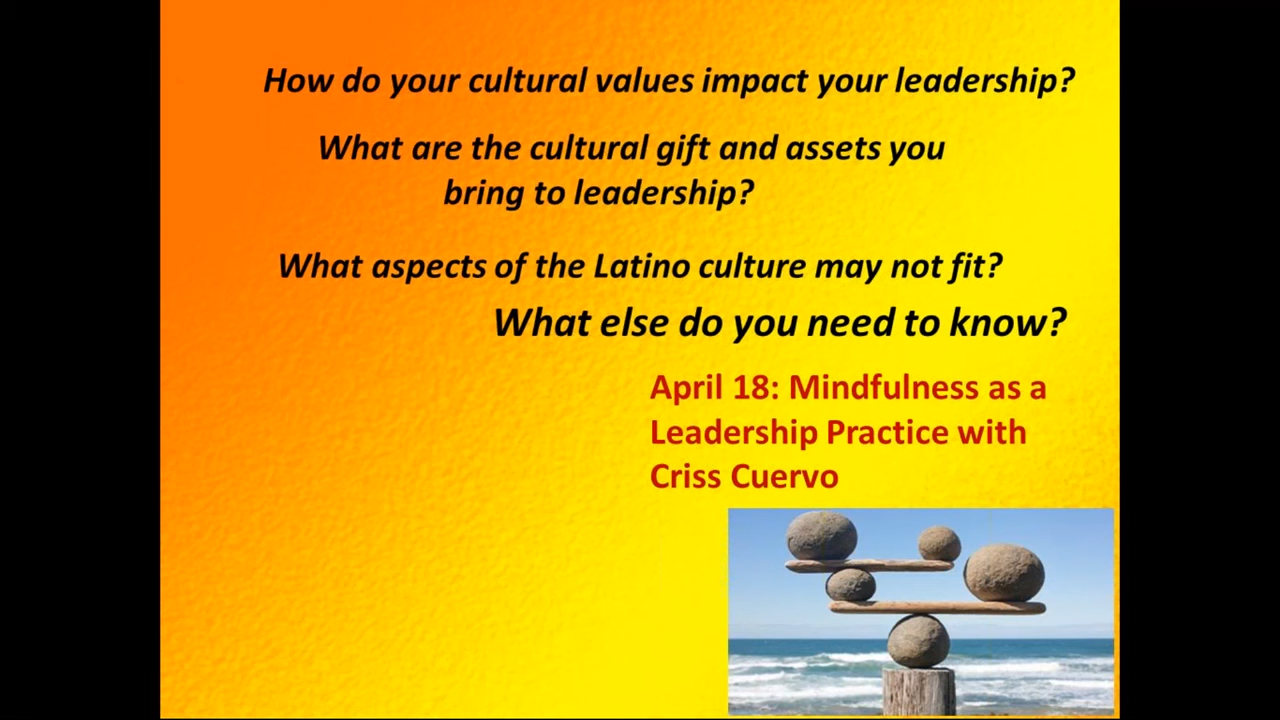 How do your cultural values impact your leadership?
What are the cultural gift and assets you
bring to leadership?
What aspects of the Latino culture may not fit?
What else do you need to know?
April 18: Mindfulness as a
Leadership Practice with
Criss Cuervo